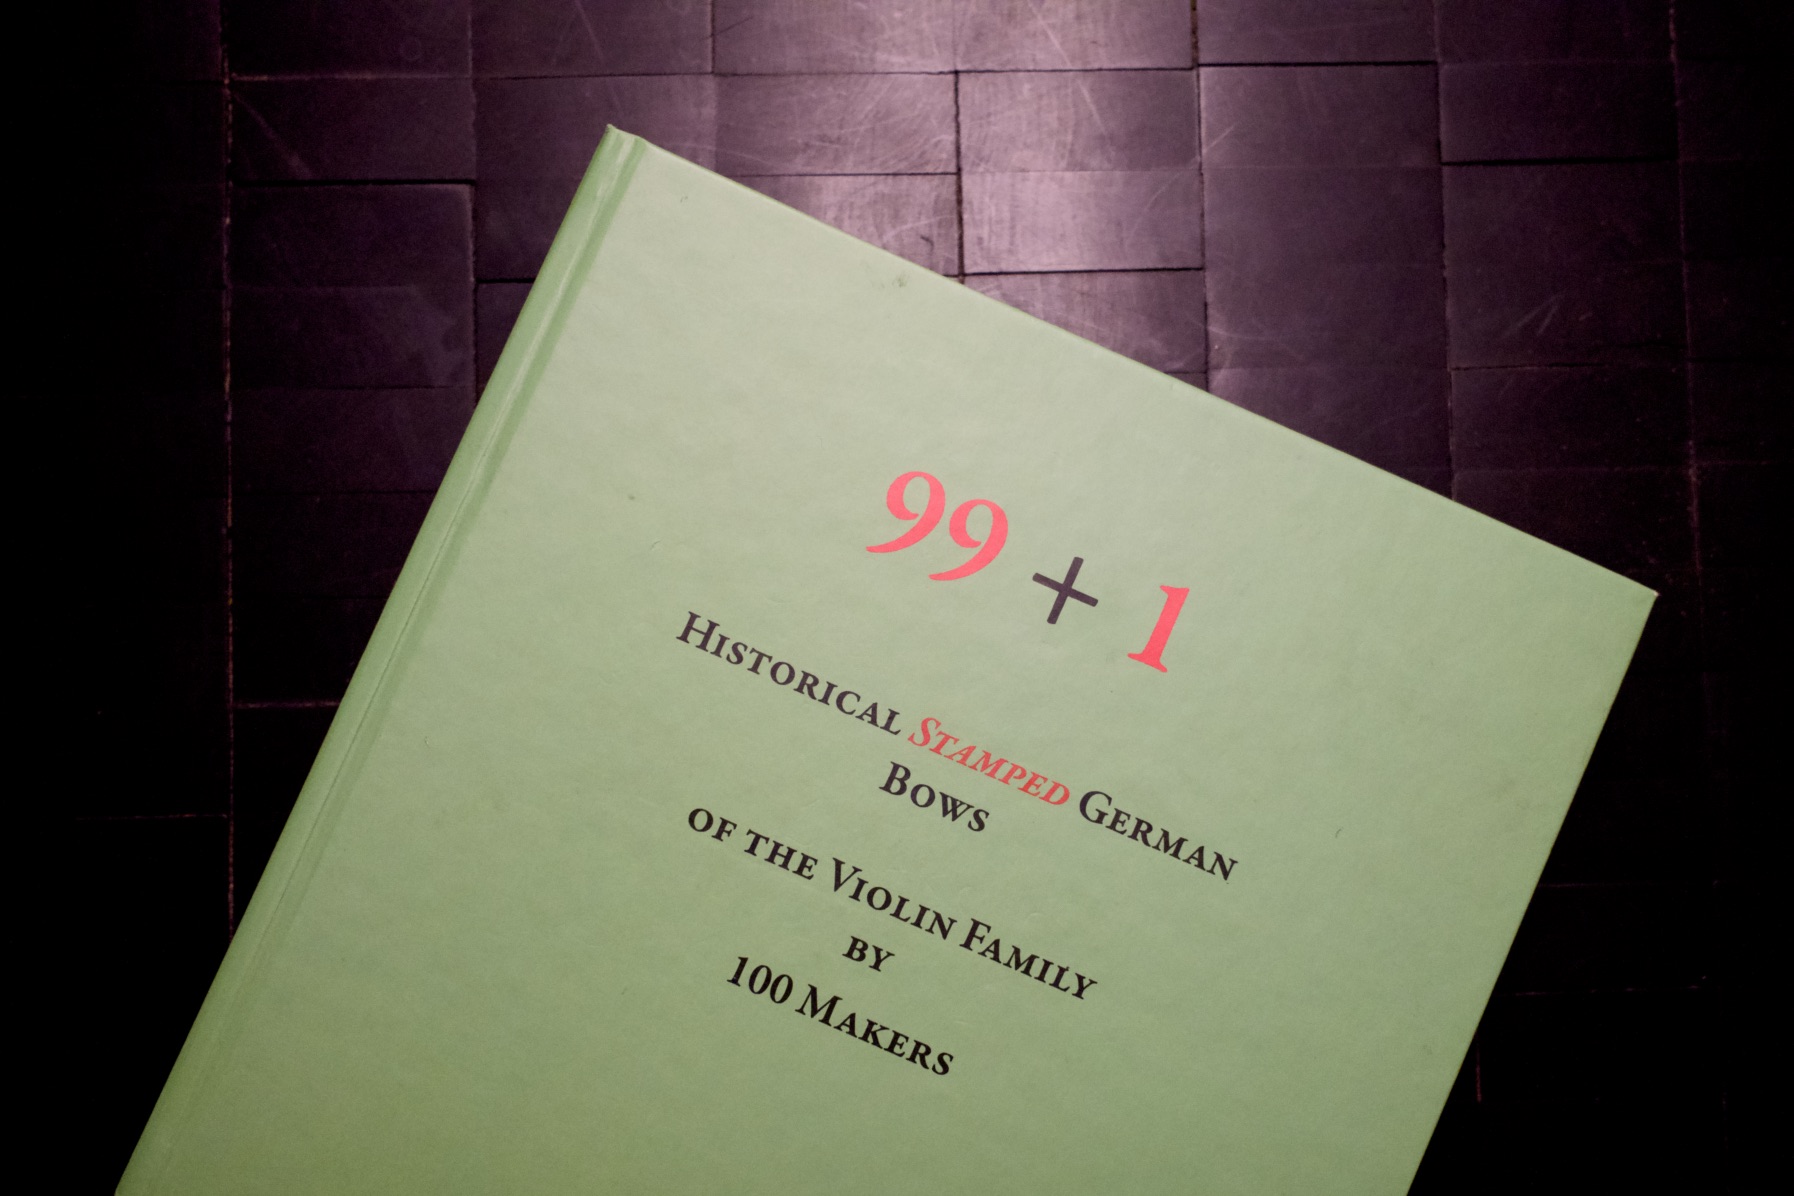 99 + 1
Historical Stamped German
Bows
of the Violin Family
by
100 Makers